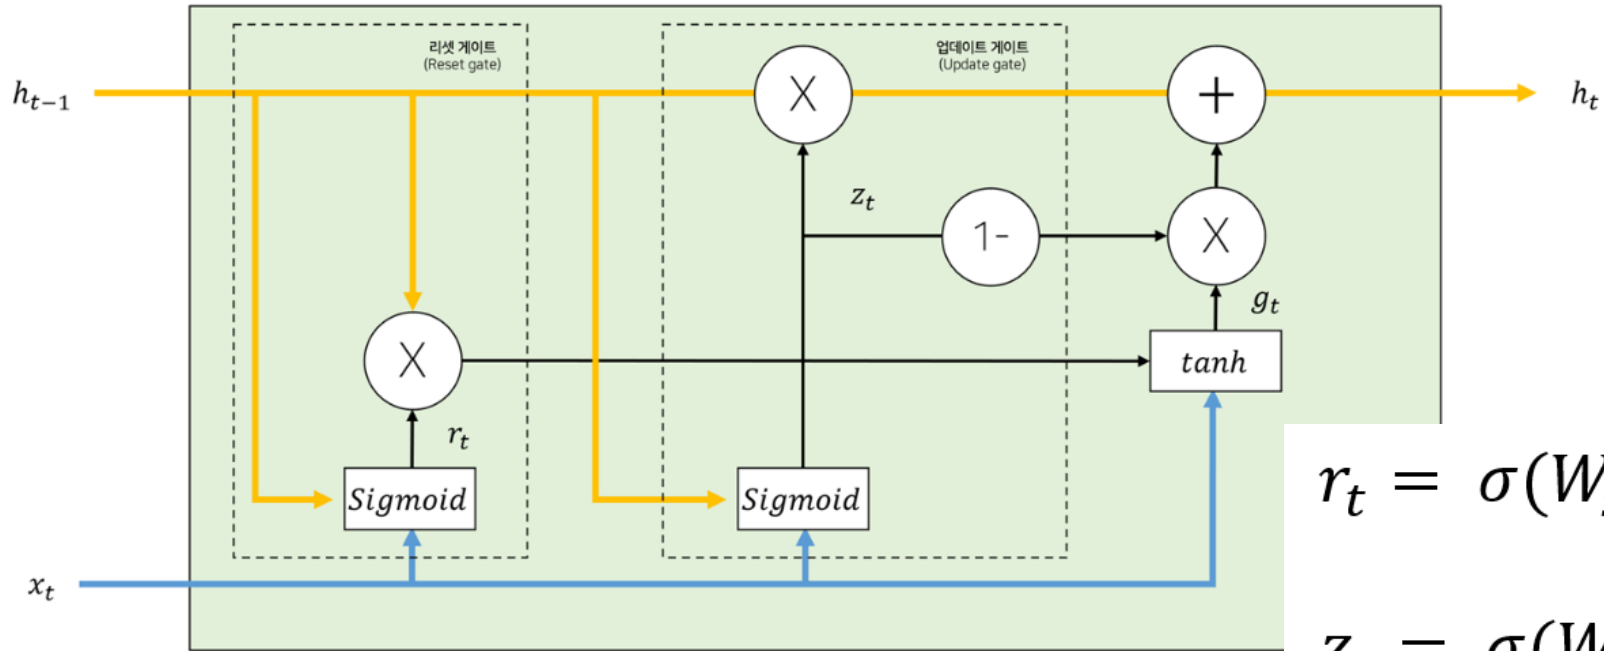 리셋 게이트
(Reset gate)
업데이트 게이트
(Update gate)
h_{t-1}
X
+
h_t
z_t
1-
X
g_t
X
tanh
r_t
Sigmoid
Sigmoid
x_t
r_t = σ(W
z = σ(W